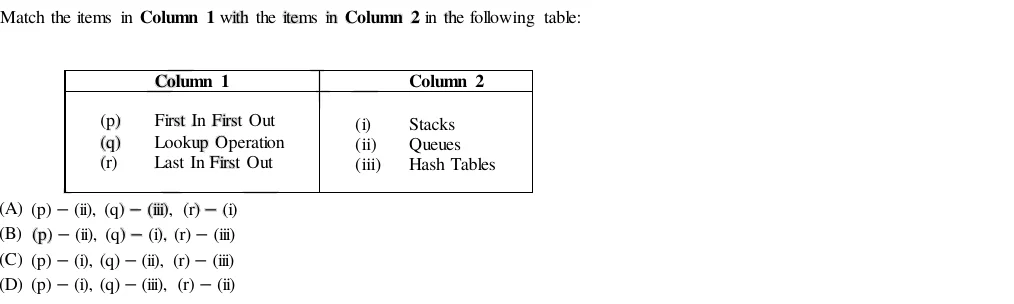 Match the items in Column 1 with the items in Column 2 in the following table:
Column 1 Column 2
(p) First In First Out (i) Stacks
(q) Lookup Operation (ii) Queues
(r) Last In First Out (iii) Hash Tables
(A) (p) – (ii), (q) – (iii), (r) – (i)
(B) (p) – (ii), (q) – (i), (r) – (iii)
(C) (p) – (i), (q) – (ii), (r) – (iii)
(D) (p) – (i), (q) – (iii), (r) – (ii)